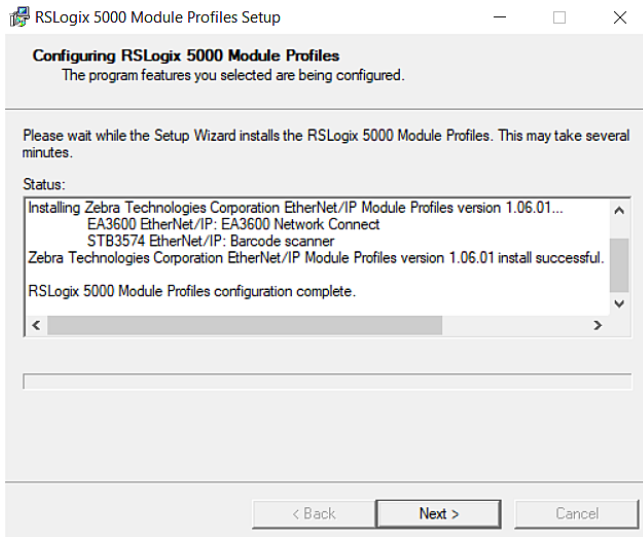 RSLogix 5000 Module Profiles Setup
Configuring RSLogix 5000 Module Profiles
The program features you selected are being configured.
Please wait while the Setup Wizard installs the RSLogix 5000 Module Profiles. This may take several
minutes.
Status:
Installing Zebra Technologies Corporation EtherNet/IP Module Profiles version 1.06.01...
EA3600 EtherNet/IP: EA3600 Network Connect
STB3574 EtherNet/IP: Barcode scanner
Zebra Technologies Corporation EtherNet/IP Module Profiles version 1.06.01 install successful.
RSLogix 5000 Module Profiles configuration complete.
< Back Next > Cancel